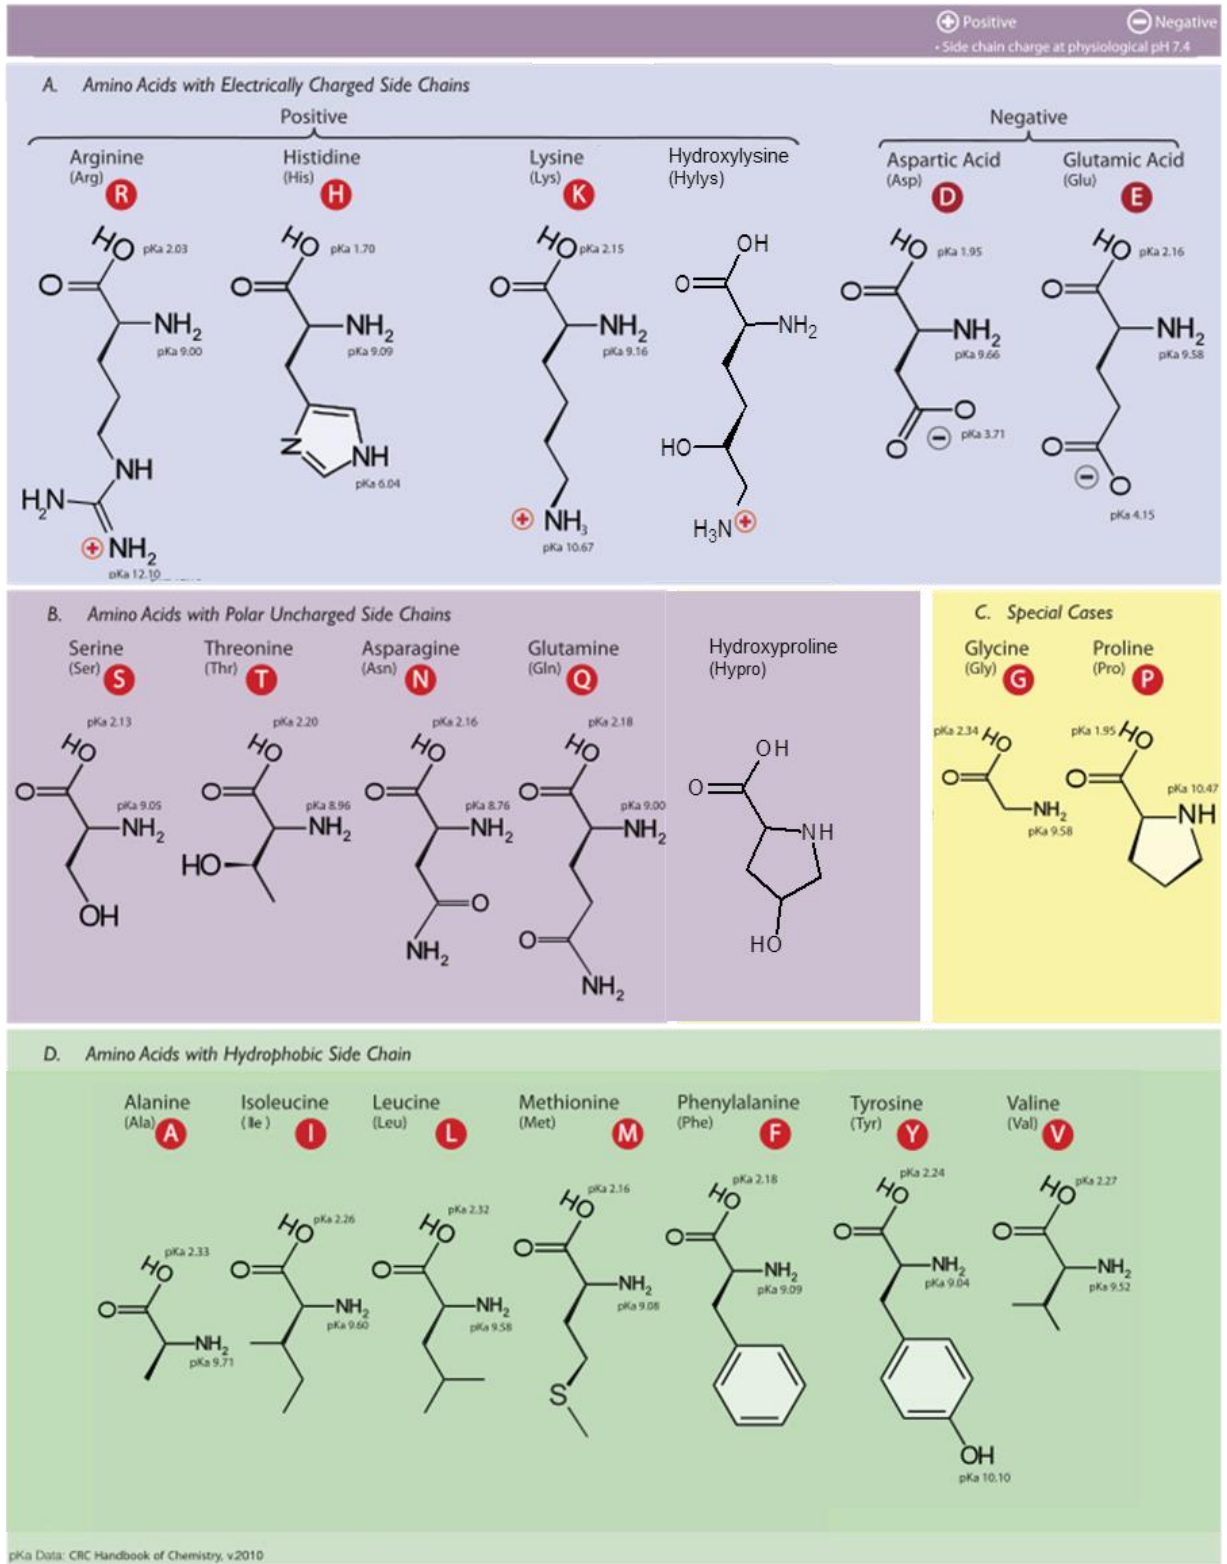 + Positive − Negative
• Side chain charge at physiological pH 7.4
A. Amino Acids with Electrically Charged Side Chains
Positive Negative
Arginine Histidine Lysine Hydroxylysine Aspartic Acid Glutamic Acid
(Arg) (His) (Lys) (Hylys) (Asp) (Glu)
R H K D E
HO pKa 2.03 HO pKa 1.70 HO pKa 2.15 OH HO pKa 1.95 HO pKa 2.16
O O O O O O
NH2 NH2 NH2 NH2 NH2 NH2
pKa 9.00 pKa 9.09 pKa 9.16 pKa 9.66 pKa 9.58
O
− pKa 3.71
N NH HO O O
NH pKa 6.04 −
H2N O
+ NH2 + NH3 H3N + pKa 4.15
pKa 12.10 pKa 10.67
B. Amino Acids with Polar Uncharged Side Chains
Serine Threonine Asparagine Glutamine Hydroxyproline
(Ser) (Thr) (Asn) (Gln) (Hypro)
S T N Q
pKa 2.13 pKa 2.20 pKa 2.16 pKa 2.18
HO HO HO HO OH
O O O O O
pKa 9.05 pKa 8.96 pKa 8.76 pKa 9.00
NH2 NH2 NH2 NH2 NH
HO
OH O O HO
NH2 NH2
C. Special Cases
Glycine Proline
(Gly) (Pro)
G P
pKa 2.34 HO pKa 1.95 HO
O O pKa 10.47
NH2 NH
pKa 9.58
D. Amino Acids with Hydrophobic Side Chain
Alanine Isoleucine Leucine Methionine Phenylalanine Tyrosine Valine
(Ala) (Ile) (Leu) (Met) (Phe) (Tyr) (Val)
A I L M F Y V
pKa 2.33 pKa 2.26 pKa 2.32 pKa 2.16 pKa 2.18 pKa 2.24 pKa 2.27
HO HO HO HO HO HO HO
O O O O O O O
NH2 NH2 NH2 NH2 NH2 NH2 NH2
pKa 9.71 pKa 9.60 pKa 9.58 pKa 9.08 pKa 9.09 pKa 9.04 pKa 9.52
S
OH
pKa 10.10
pKa Data: CRC Handbook of Chemistry, v.2010